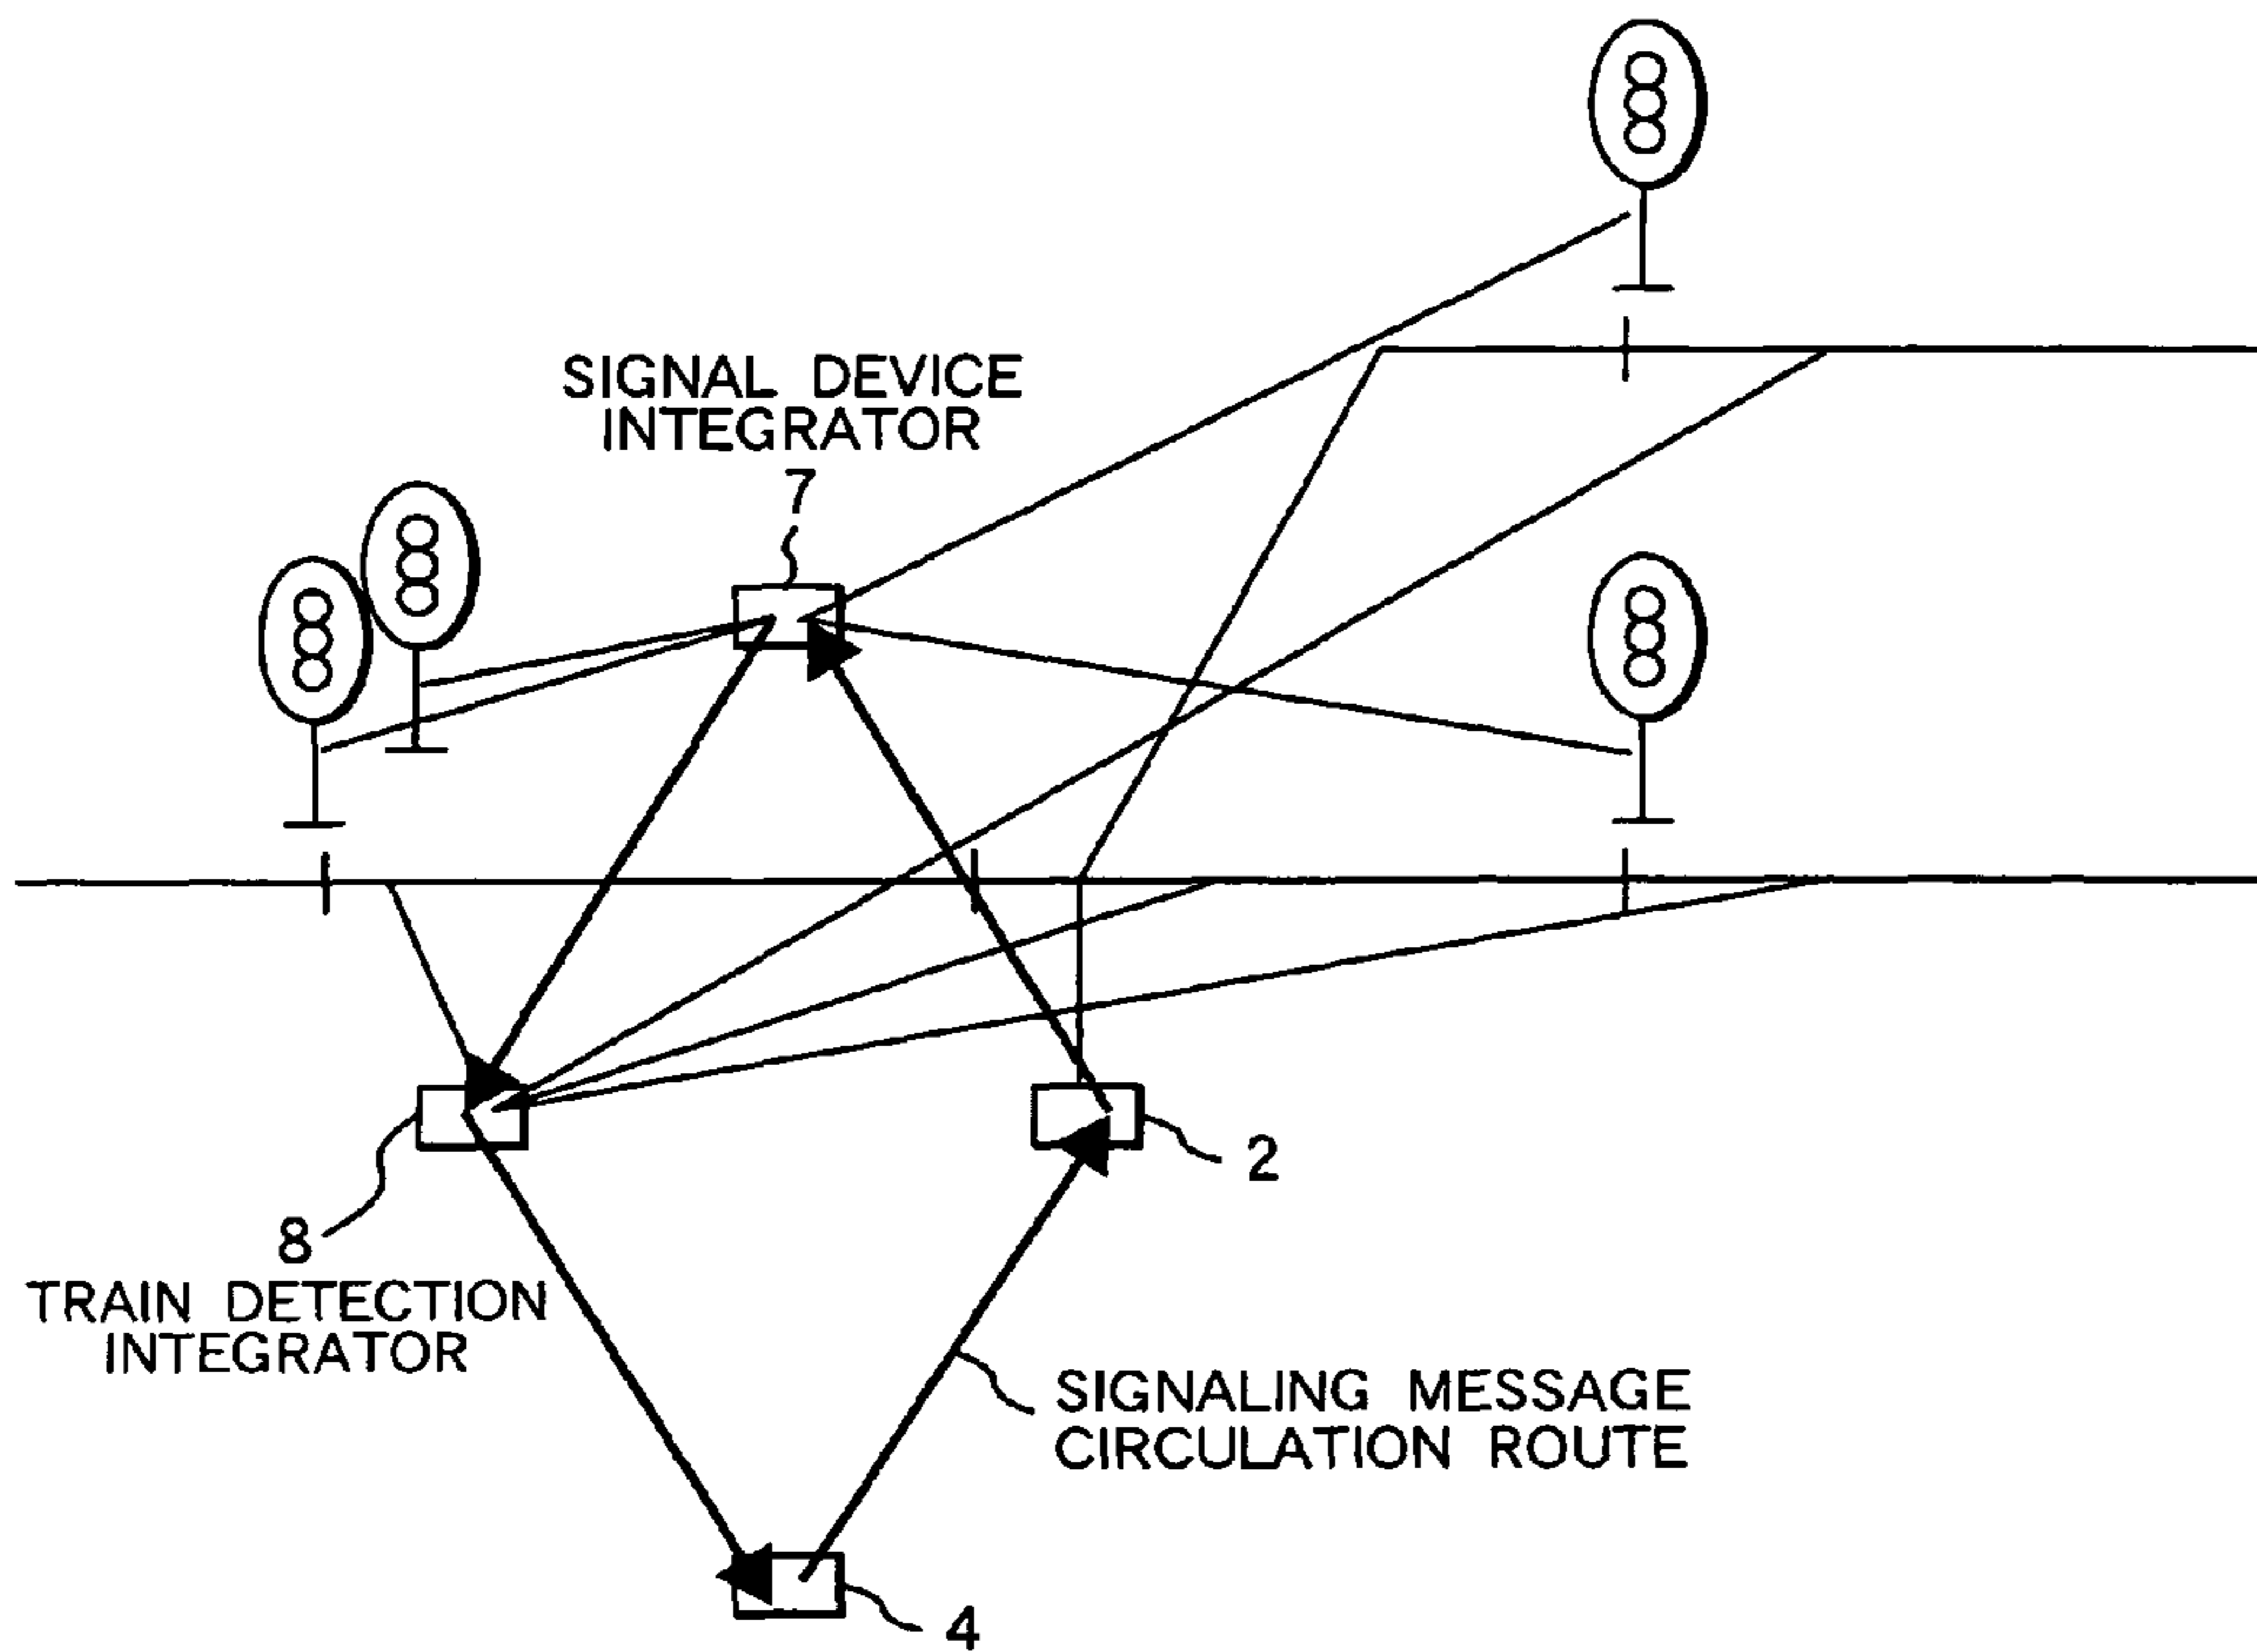 SIGNAL DEVICE
INTEGRATOR
7
2
8
TRAIN DETECTION
INTEGRATOR
SIGNALING MESSAGE
CIRCULATION ROUTE
4